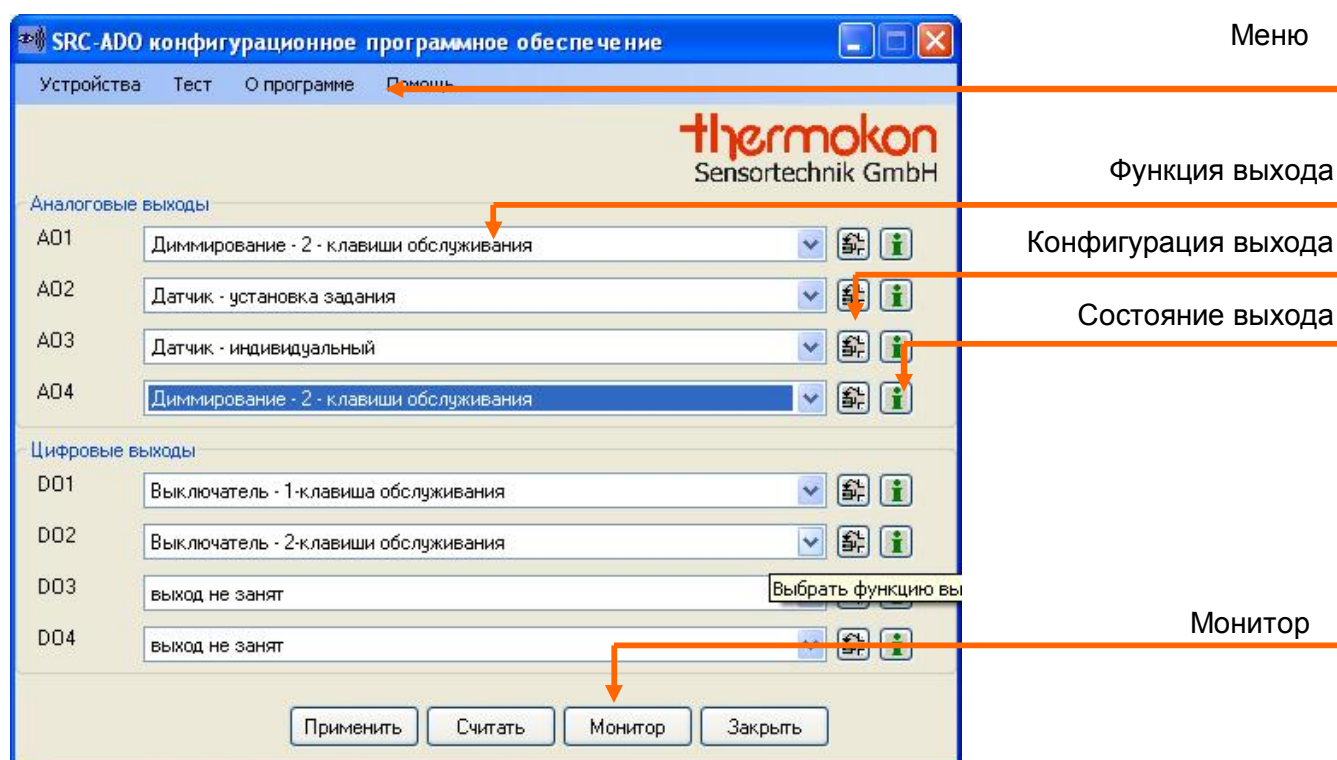 SRC-ADO конфигурационное программное обеспечение
Меню
Устройства Тест О программе Помощь
thermokon
Sensortechnik GmbH
Функция выхода
Аналоговые выходы
AO1 Диммирование - 2 - клавиши обслуживания
Конфигурация выхода
AO2 Датчик - установка задания
Состояние выхода
AO3 Датчик - индивидуальный
AO4 Диммирование - 2 - клавиши обслуживания
Цифровые выходы
DO1 Выключатель - 1-клавиша обслуживания
DO2 Выключатель - 2-клавиши обслуживания
DO3 выход не занят
Выбрать функцию вы
Монитор
DO4 выход не занят
Применить Считать Монитор Закрыть